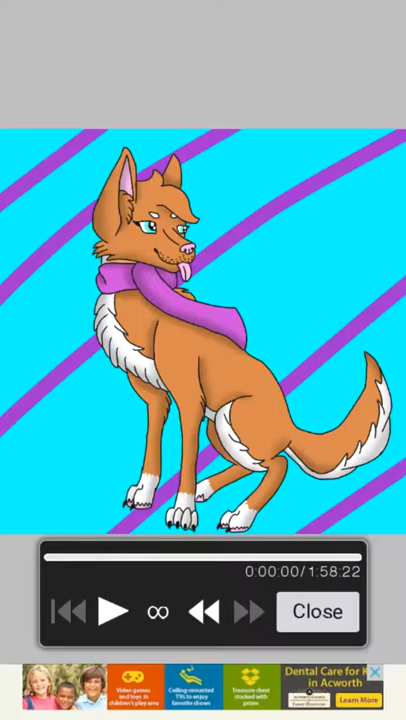 0:00:00/1:58:22
Close
Video games
and toys in
children's play area
Ceiling-mounted
TVs to enjoy
favorite shows
Treasure chest
stocked with
prizes
Dental Care for K
in Acworth
Learn More